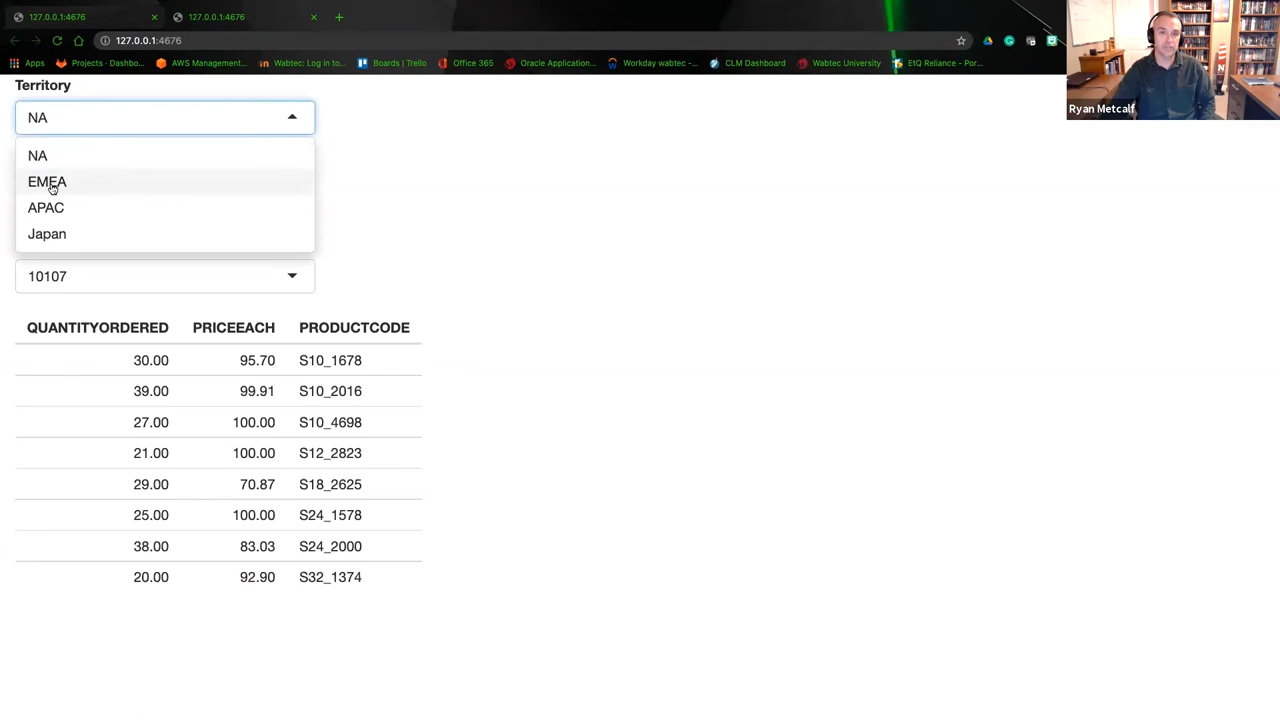 127.0.0.1:4676
127.0.0.1:4676
127.0.0.1:4676
Apps Projects - Dashbo... AWS Management... Wabtec: Log in to... Boards | Trello Office 365 Oracle Application... Workday wabtec -... CLM Dashboard Wabtec University EtQ Reliance - Por...
Ryan Metcalf
Territory
NA
NA
EMEA
APAC
Japan
10107
QUANTITYORDERED PRICEEACH PRODUCTCODE
30.00 95.70 S10_1678
39.00 99.91 S10_2016
27.00 100.00 S10_4698
21.00 100.00 S12_2823
29.00 70.87 S18_2625
25.00 100.00 S24_1578
38.00 83.03 S24_2000
20.00 92.90 S32_1374